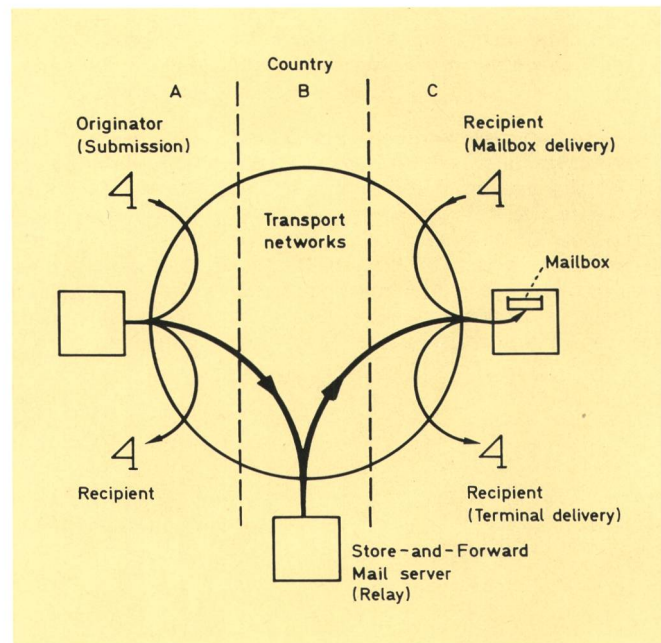 Country
A B C
Originator
(Submission)
Recipient
(Mailbox delivery)
Transport
networks
Mailbox
Recipient
Recipient
(Terminal delivery)
Store-and-Forward
Mail server
(Relay)